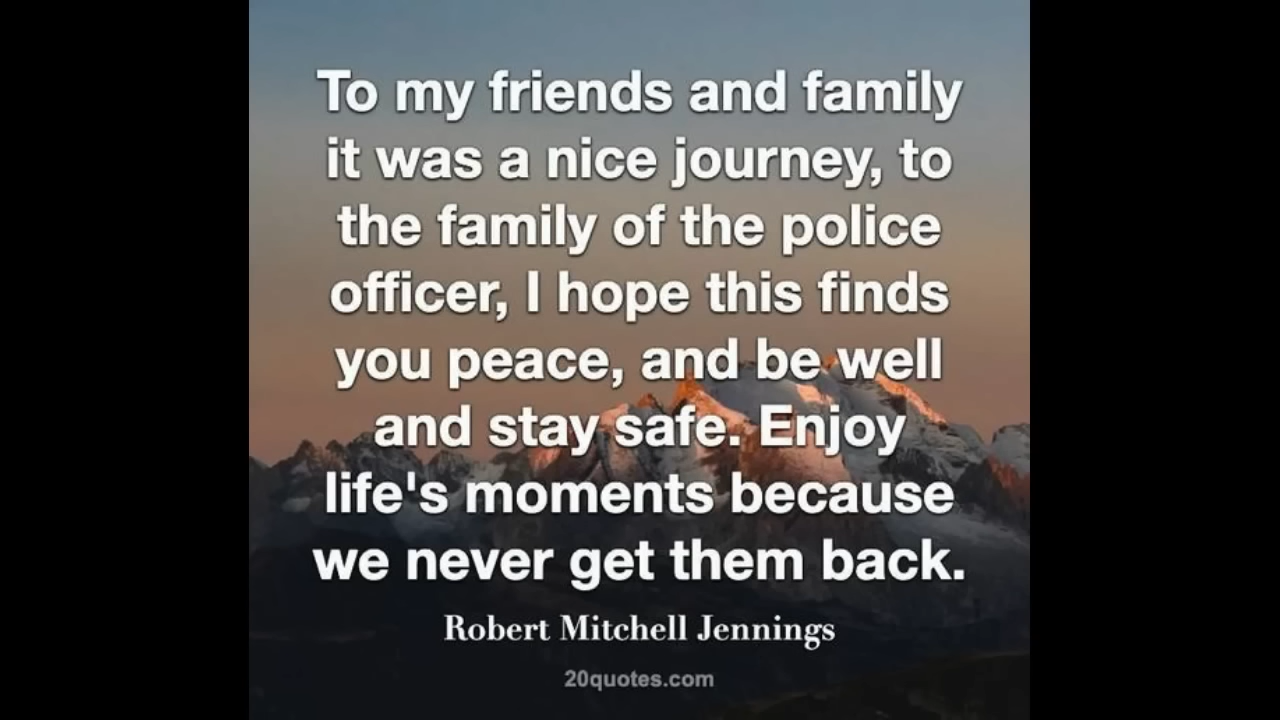 To my friends and family
it was a nice journey, to
the family of the police
officer, I hope this finds
you peace, and be well
and stay safe. Enjoy
life's moments because
we never get them back.
Robert Mitchell Jennings
20quotes.com